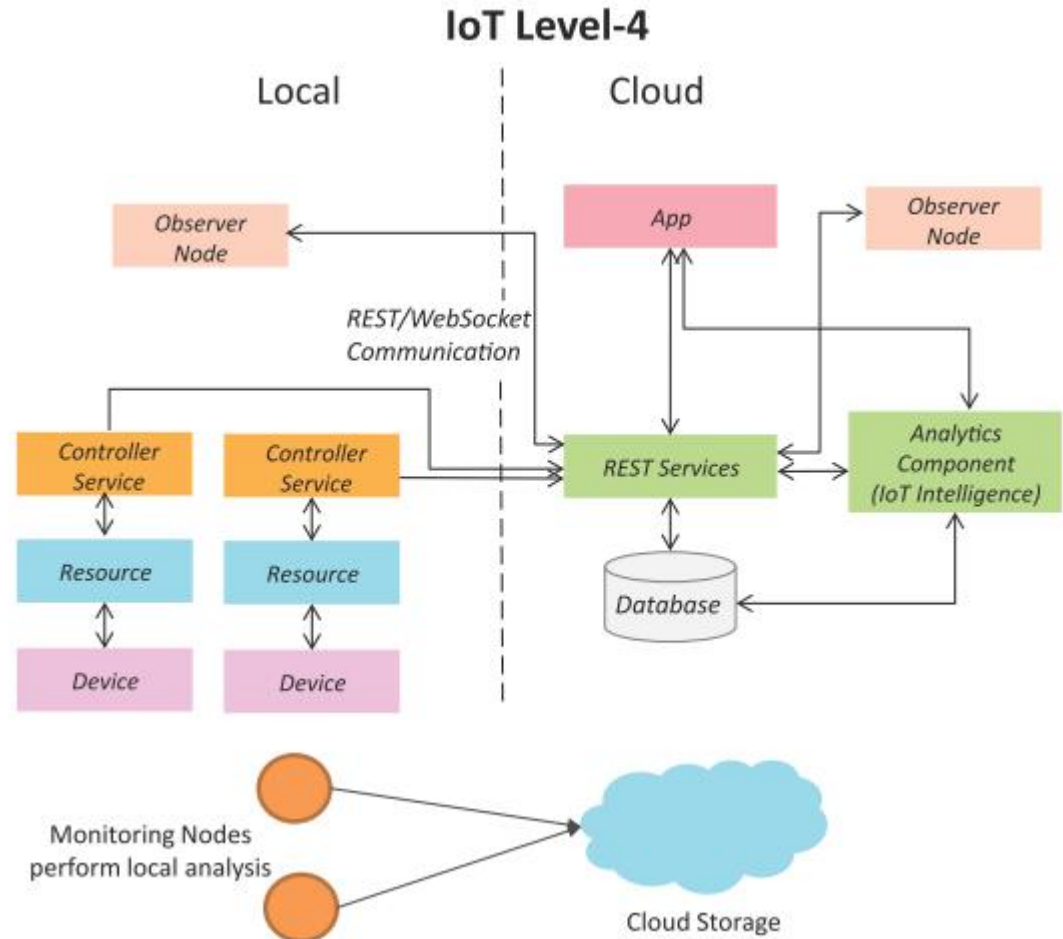 IoT Level-4
Local
Cloud
Observer
Node
App
Observer
Node
REST/WebSocket
Communication
Controller
Service
Controller
Service
REST Services
Analytics
Component
(IoT Intelligence)
Resource
Resource
Database
Device
Device
Monitoring Nodes
perform local analysis
Cloud Storage